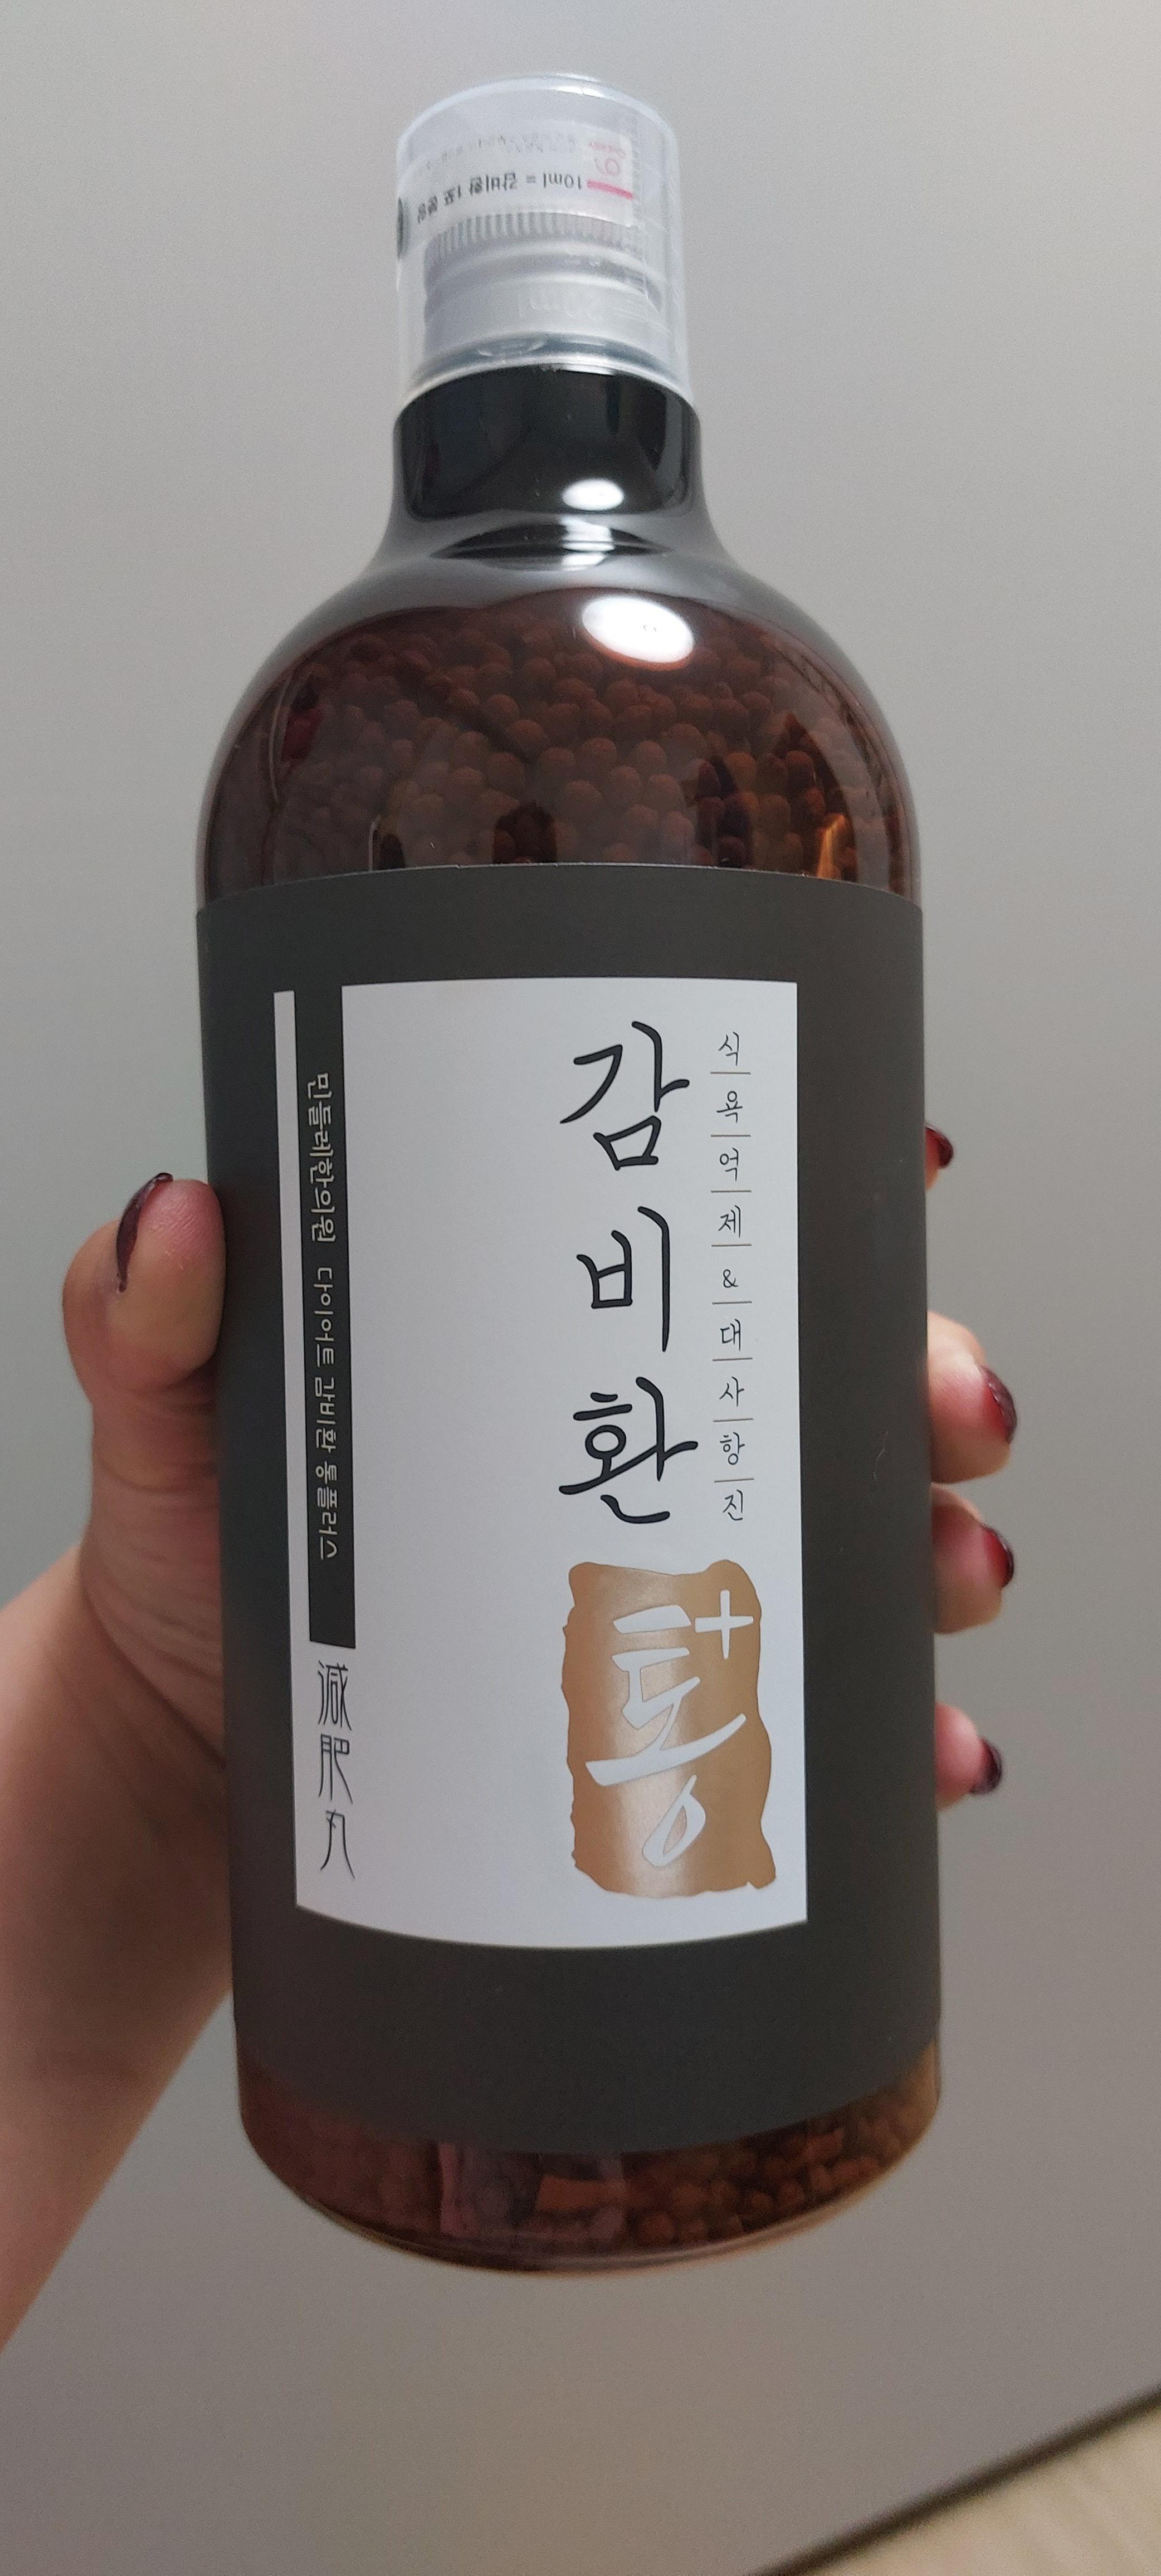 10ml = 감비환 1포 용량
식욕억제&대사항진
감비환
통+
민들레한의원 다이어트 감비환 통플러스
減肥丸